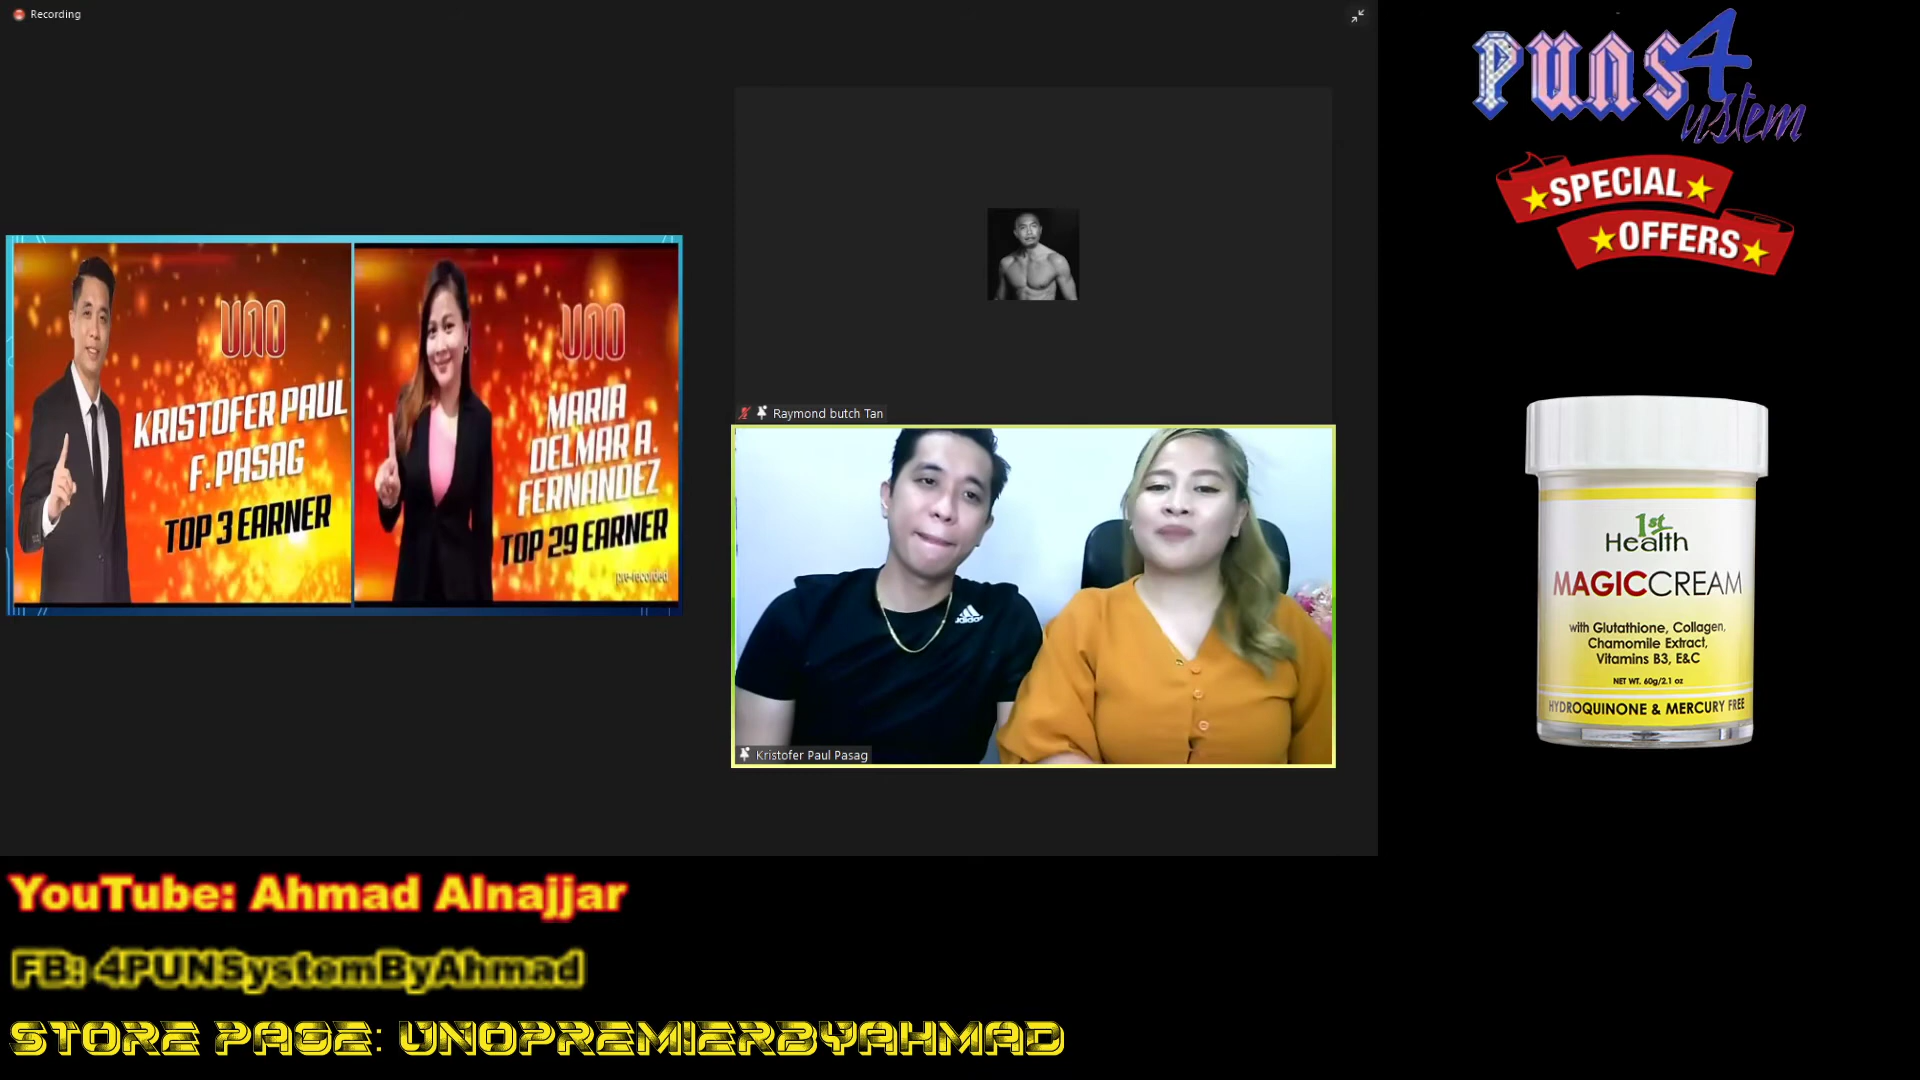 Recording
PUNS4
ystem
SPECIAL
OFFERS
UNO
KRISTOFER PAUL
F. PASAG
TOP 3 EARNER
UNO
MARIA
DELMAR A.
FERNANDEZ
TOP 29 EARNER
pre-recorded
Raymond butch Tan
adidas
Kristofer Paul Pasag
1st
Health
MAGICCREAM
with Glutathione, Collagen,
Chamomile Extract,
Vitamins B3, E&C
NET WT. 60g/2.1 oz
HYDROQUINONE & MERCURY FREE
YouTube: Ahmad Alnajjar
FB: 4PUNSystemByAhmad
STORE PAGE: UNOPREMIERBYAHMAD